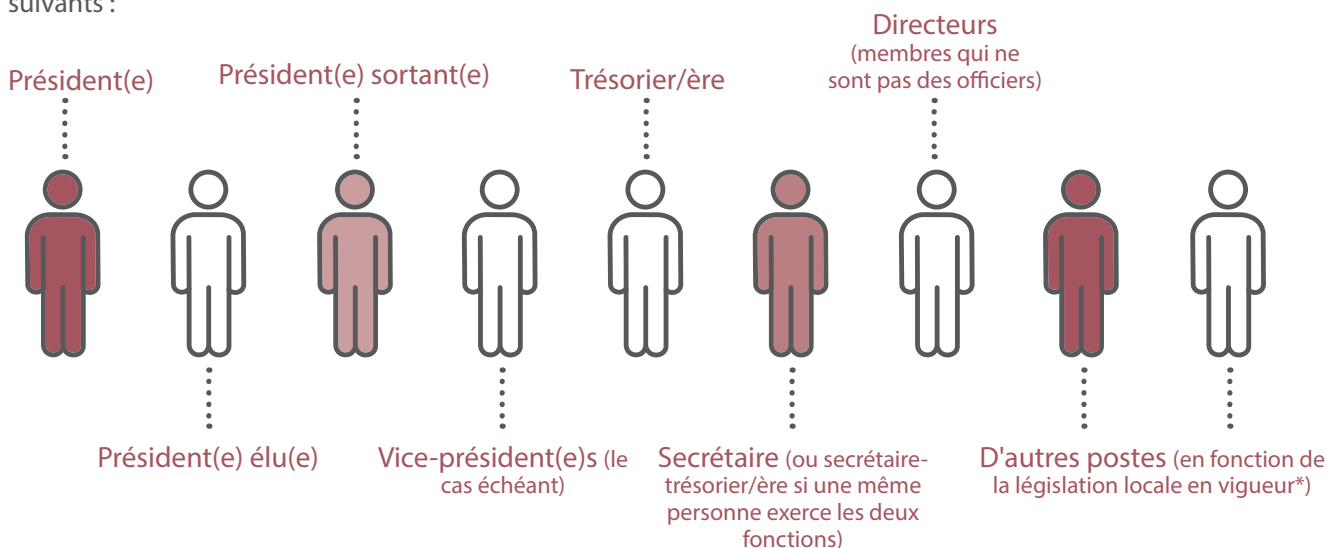 suivants :
Directeurs
(membres qui ne
sont pas des officiers)
Président(e)
Président(e) sortant(e)
Trésorier/ère
Président(e) élu(e)
Vice-président(e)s (le
cas échéant)
Secrétaire (ou secrétaire-
trésorier/ère si une même
personne exerce les deux
fonctions)
D'autres postes (en fonction de
la législation locale en vigueur*)